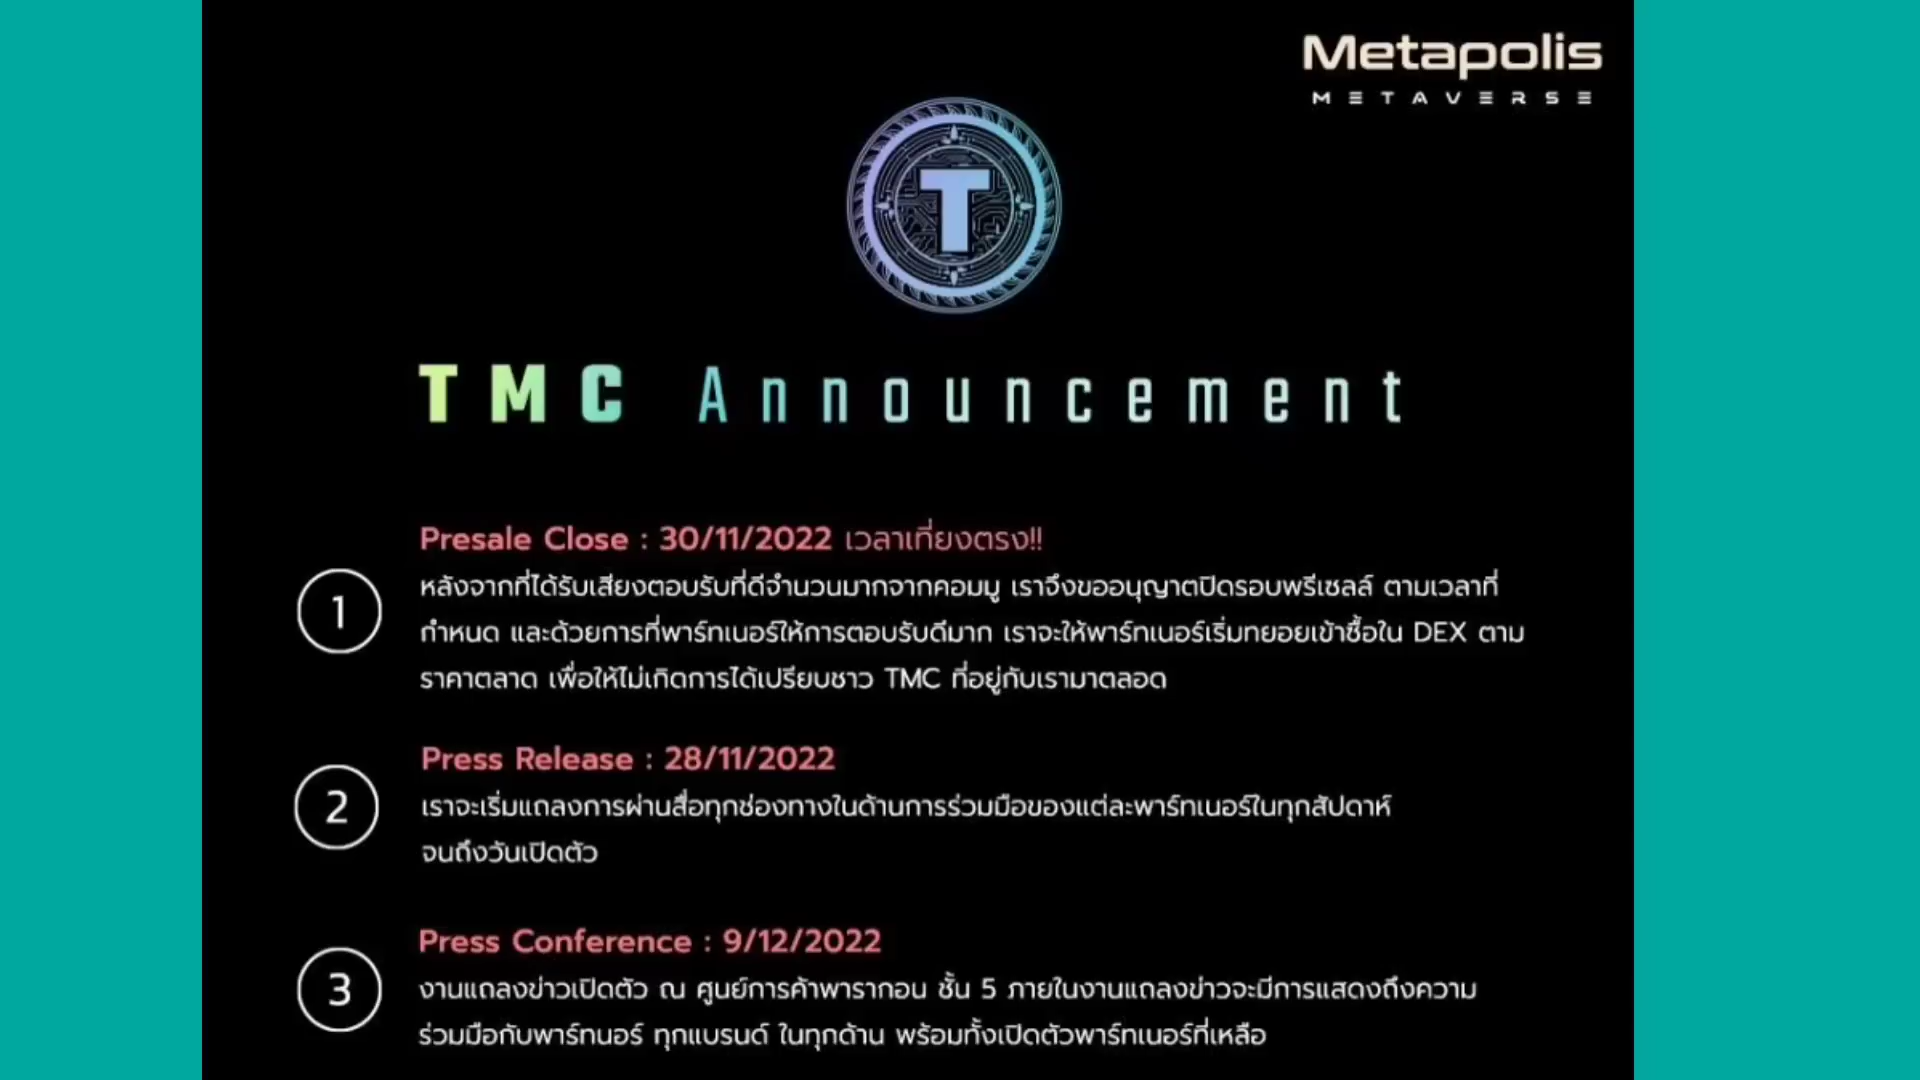 Metapolis
METAVERSE
T
TMC Announcement
Presale Close : 30/11/2022 เวลาเที่ยงตรง!!
1
หลังจากที่ได้รับเสียงตอบรับที่ดีจำนวนมากจากคอมมู เราจึงขออนุญาตปิดรอบพรีเซลล์ ตามเวลาที่
กำหนด และด้วยการที่พาร์ทเนอร์ให้การตอบรับดีมาก เราจะให้พาร์ทเนอร์เริ่มทยอยเข้าซื้อใน DEX ตาม
ราคาตลาด เพื่อให้ไม่เกิดการได้เปรียบชาว TMC ที่อยู่กับเรามาตลอด
Press Release : 28/11/2022
2
เราจะเริ่มแถลงการผ่านสื่อทุกช่องทางในด้านการร่วมมือของแต่ละพาร์ทเนอร์ในทุกสัปดาห์
จนถึงวันเปิดตัว
Press Conference : 9/12/2022
3
งานแถลงข่าวเปิดตัว ณ ศูนย์การค้าพารากอน ชั้น 5 ภายในงานแถลงข่าวจะมีการแสดงถึงความ
ร่วมมือกับพาร์ทนอร์ ทุกแบรนด์ ในทุกด้าน พร้อมทั้งเปิดตัวพาร์ทเนอร์ที่เหลือ